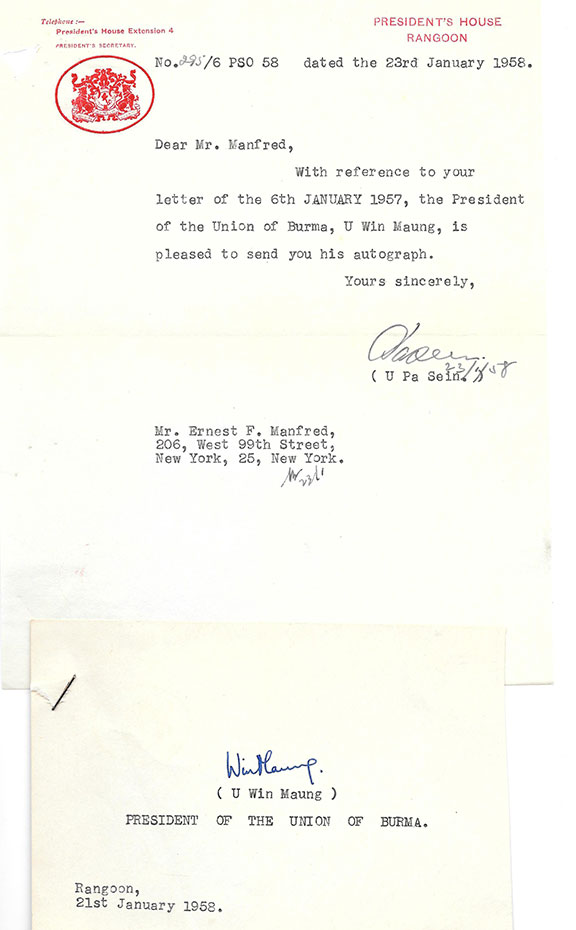 Telephone :—
President's House Extension 4
PRESIDENT'S SECRETARY.
PRESIDENT'S HOUSE
RANGOON
No. 295/6 PSO 58 dated the 23rd January 1958.
Dear Mr. Manfred,
With reference to your
letter of the 6th JANUARY 1957, the President
of the Union of Burma, U Win Maung, is
pleased to send you his autograph.
Yours sincerely,
23/1/58
( U Pa Sein. )
Mr. Ernest F. Manfred,
206, West 99th Street,
New York, 25, New York.
Win Maung.
( U Win Maung )
PRESIDENT OF THE UNION OF BURMA.
Rangoon,
21st January 1958.